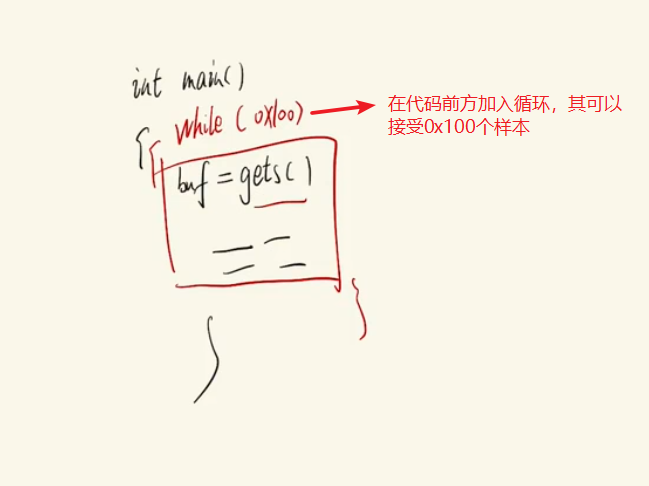 int main()
{
while (0x100)
{
在代码前方加入循环，其可以
接受0x100个样本
buf = gets()
}
}